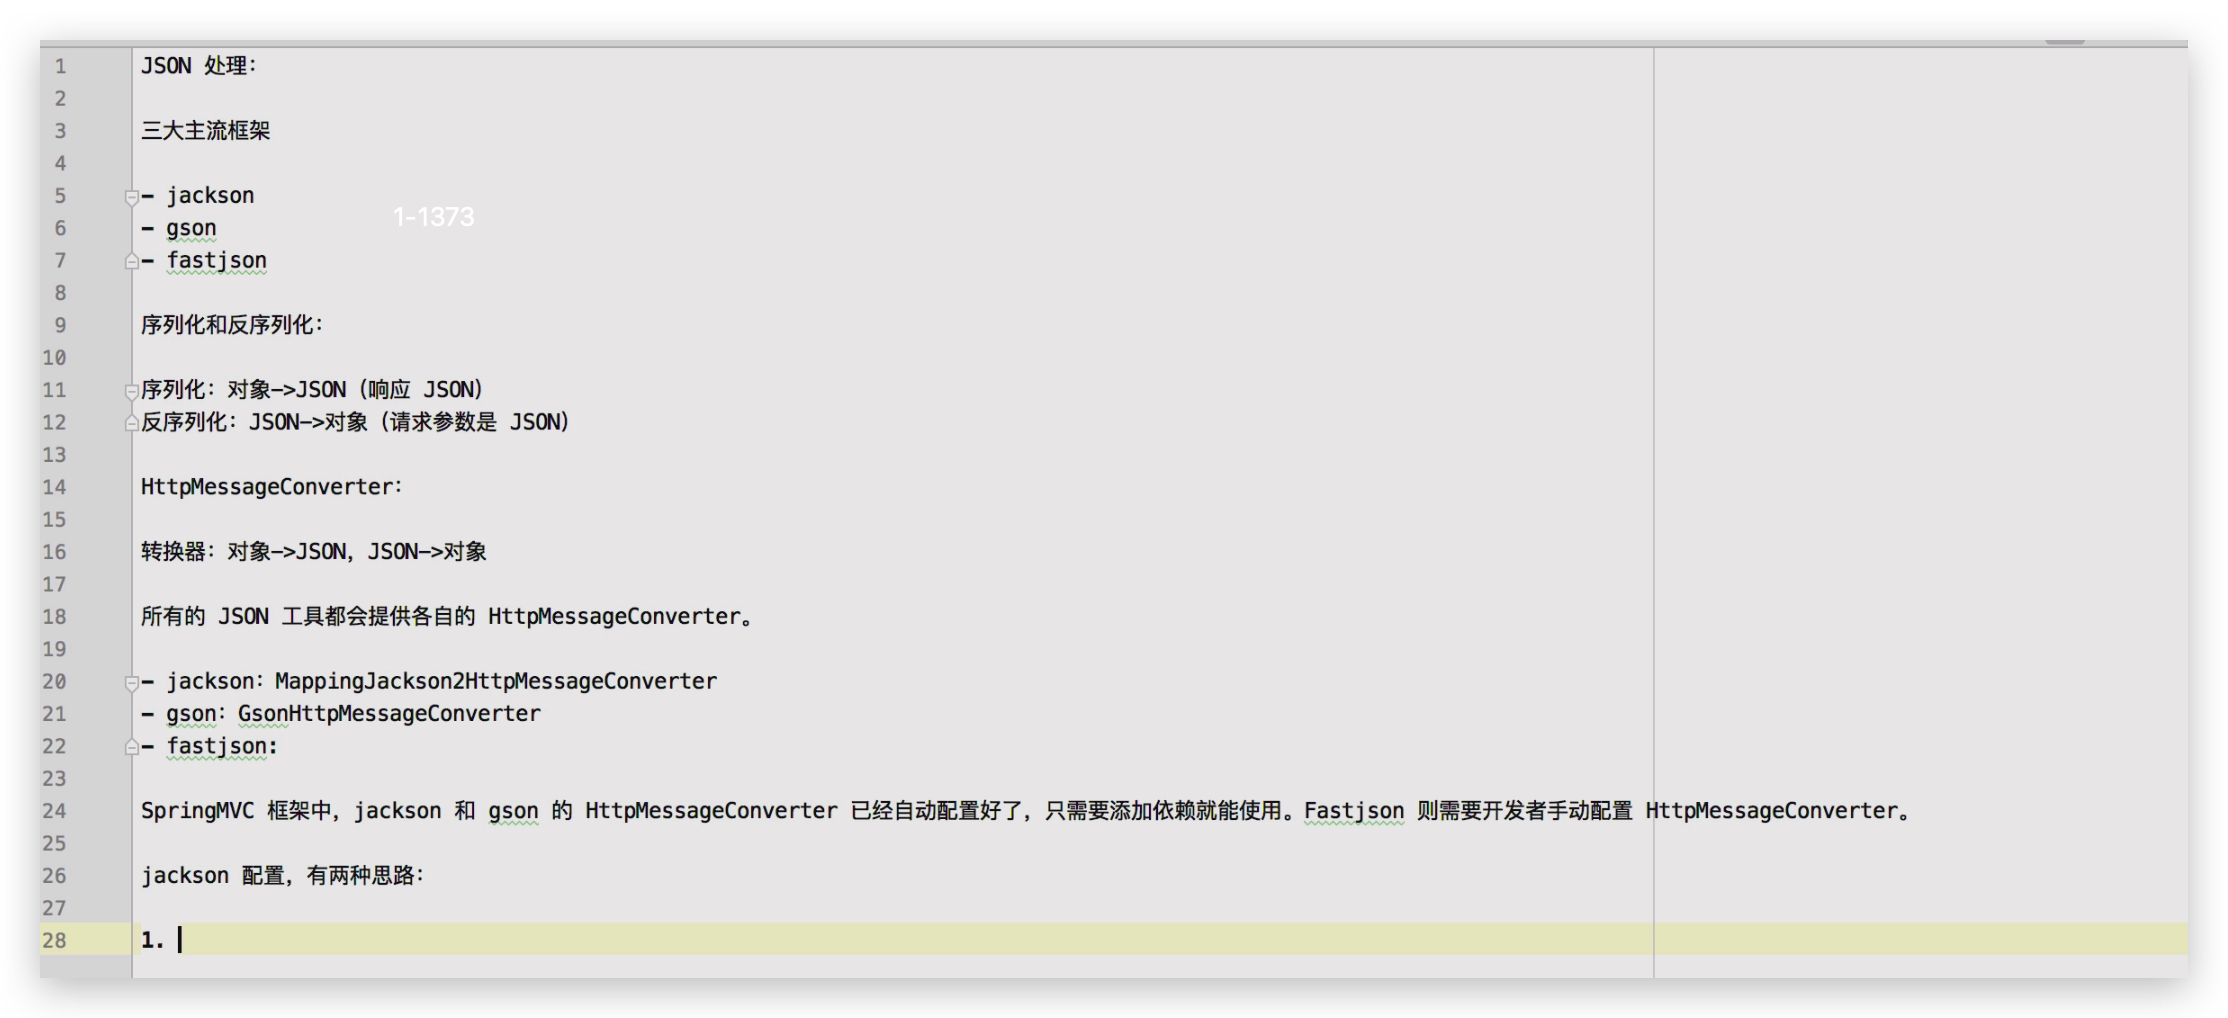 1 JSON 处理：
2
3 三大主流框架
4
5 - jackson
1-1373
6 - gson
7 - fastjson
8
9 序列化和反序列化：
10
11 序列化：对象->JSON（响应 JSON）
12 反序列化：JSON->对象（请求参数是 JSON）
13
14 HttpMessageConverter：
15
16 转换器：对象->JSON，JSON->对象
17
18 所有的 JSON 工具都会提供各自的 HttpMessageConverter。
19
20 - jackson：MappingJackson2HttpMessageConverter
21 - gson：GsonHttpMessageConverter
22 - fastjson:
23
24 SpringMVC 框架中，jackson 和 gson 的 HttpMessageConverter 已经自动配置好了，只需要添加依赖就能使用。Fastjson 则需要开发者手动配置 HttpMessageConverter。
25
26 jackson 配置，有两种思路：
27
28 1.